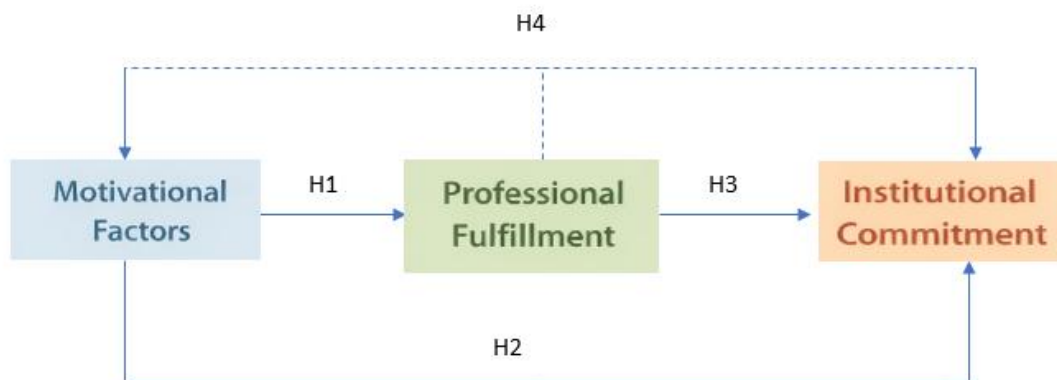 H4
Motivational
Factors
H1
Professional
Fulfillment
H3
Institutional
Commitment
H2